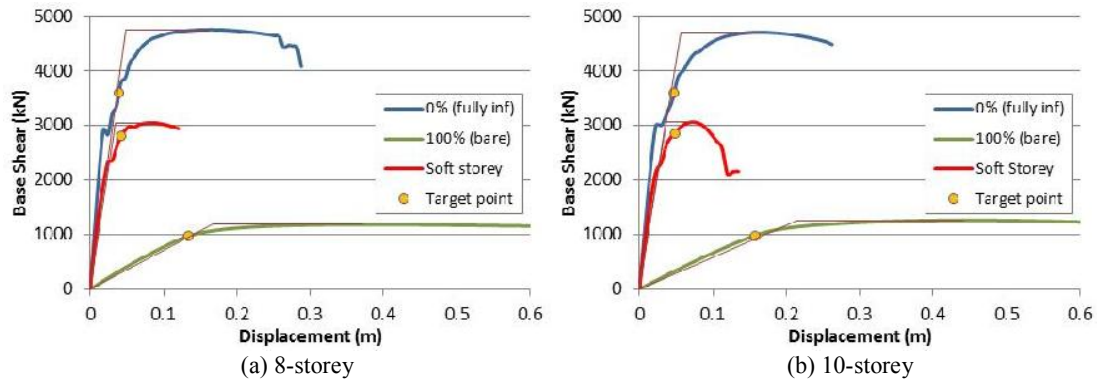 5000
4000
3000
2000
1000
0
Base Shear (kN)
0% (fully inf)
100% (bare)
Soft storey
Target point
0 0.1 0.2 0.3 0.4 0.5 0.6
Displacement (m)
(a) 8-storey
5000
4000
3000
2000
1000
0
Base Shear (kN)
0% (fully inf)
100% (bare)
Soft Storey
Target point
0 0.1 0.2 0.3 0.4 0.5 0.6
Displacement (m)
(b) 10-storey